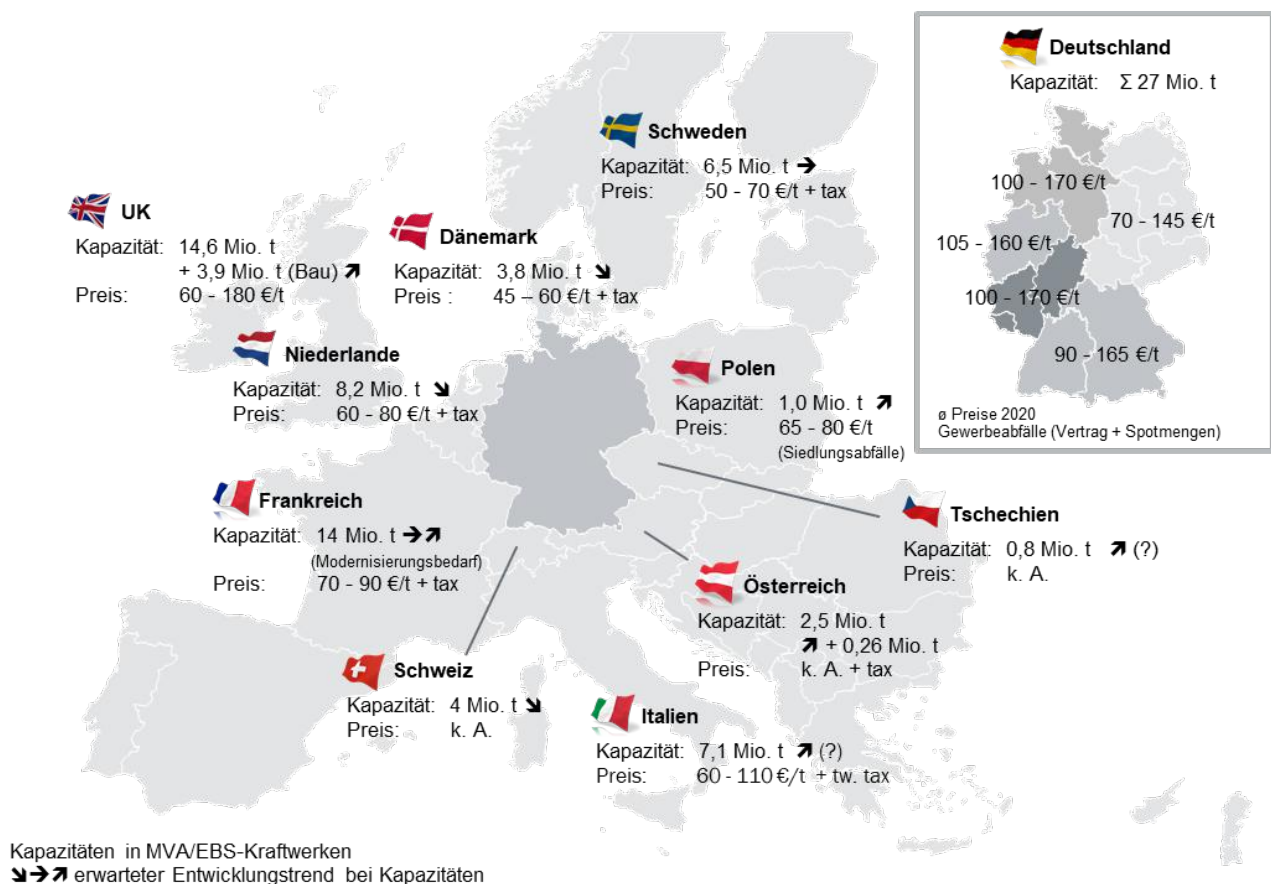 Deutschland
Kapazität: Σ 27 Mio. t
100 - 170 €/t
70 - 145 €/t
105 - 160 €/t
100 - 170 €/t
90 - 165 €/t
ø Preise 2020
Gewerbeabfälle (Vertrag + Spotmengen)
Schweden
Kapazität: 6,5 Mio. t →
Preis: 50 - 70 €/t + tax
UK
Kapazität: 14,6 Mio. t
+ 3,9 Mio. t (Bau) ↗
Preis: 60 - 180 €/t
Dänemark
Kapazität: 3,8 Mio. t ↘
Preis : 45 – 60 €/t + tax
Niederlande
Kapazität: 8,2 Mio. t ↘
Preis: 60 - 80 €/t + tax
Polen
Kapazität: 1,0 Mio. t ↗
Preis: 65 - 80 €/t
(Siedlungsabfälle)
Frankreich
Kapazität: 14 Mio. t →↗
(Modernisierungsbedarf)
Preis: 70 - 90 €/t + tax
Tschechien
Kapazität: 0,8 Mio. t ↗ (?)
Preis: k. A.
Österreich
Kapazität: 2,5 Mio. t
↗ + 0,26 Mio. t
Preis: k. A. + tax
Schweiz
Kapazität: 4 Mio. t ↘
Preis: k. A.
Italien
Kapazität: 7,1 Mio. t ↗ (?)
Preis: 60 - 110 €/t + tw. tax
Kapazitäten in MVA/EBS-Kraftwerken
↘→↗ erwarteter Entwicklungstrend bei Kapazitäten